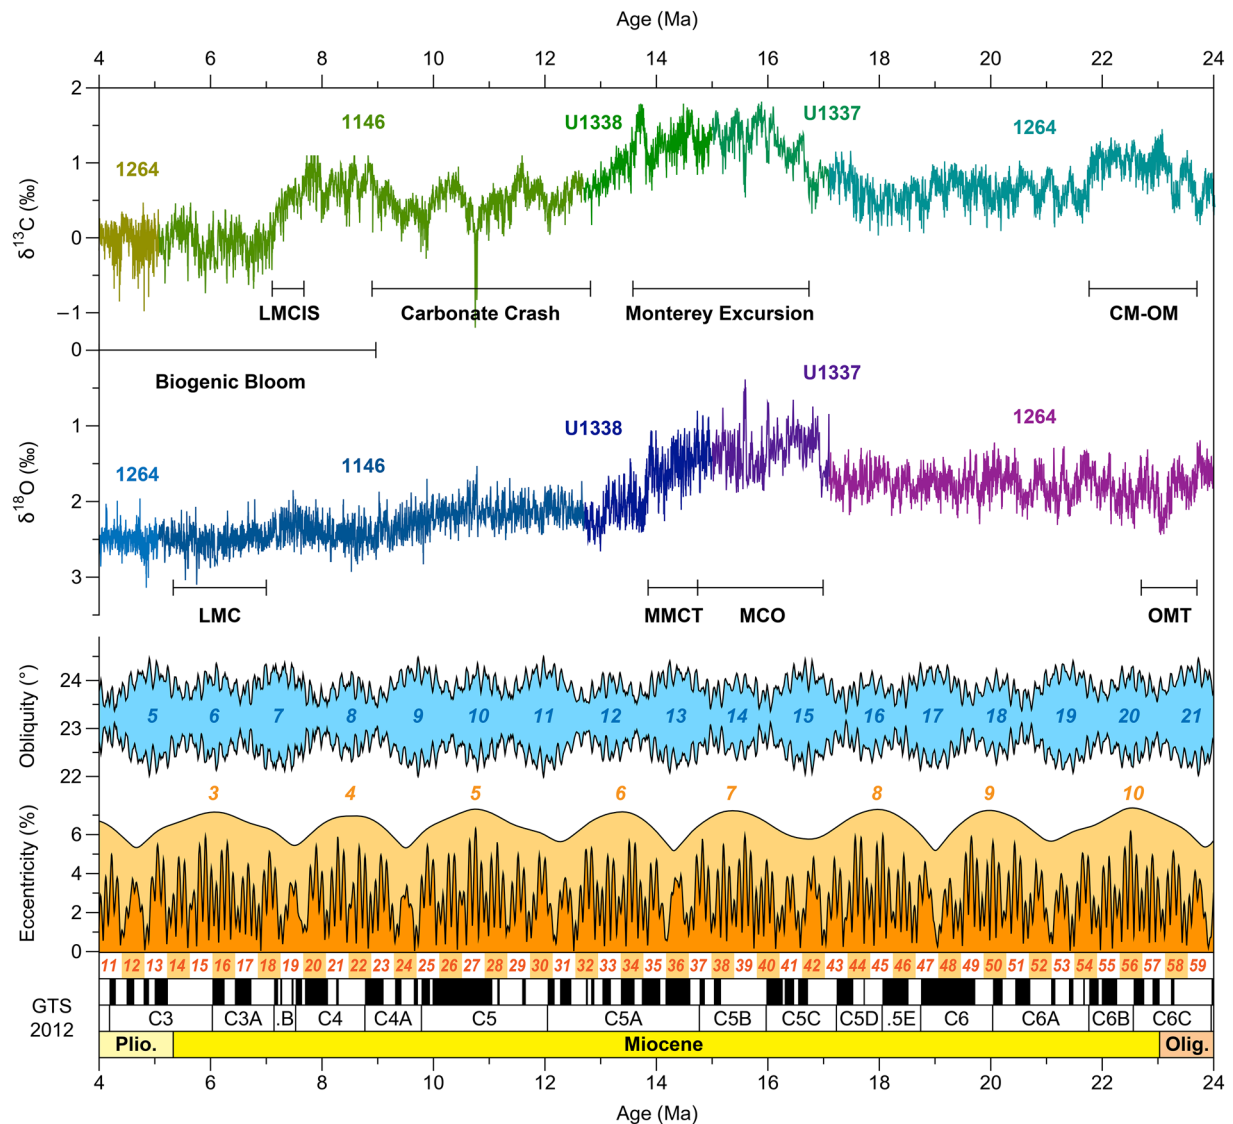 Age (Ma)
4 6 8 10 12 14 16 18 20 22 24
2
1
0
−1
δ13C (‰)
1264
1146
U1338
U1337
1264
LMCIS
Carbonate Crash
Monterey Excursion
CM-OM
Biogenic Bloom
0
1
2
3
δ18O (‰)
1264
1146
U1338
U1337
1264
LMC
MMCT
MCO
OMT
Obliquity (°)
24
23
22
5 6 7 8 9 10 11 12 13 14 15 16 17 18 19 20 21
3 4 5 6 7 8 9 10
Eccentricity (%)
6
4
2
0
11 12 13 14 15 16 17 18 19 20 21 22 23 24 25 26 27 28 29 30 31 32 33 34 35 36 37 38 39 40 41 42 43 44 45 46 47 48 49 50 51 52 53 54 55 56 57 58 59
GTS
2012
C3 C3A .B C4 C4A C5 C5A C5B C5C C5D .5E C6 C6A C6B C6C
Plio. Miocene Olig.
4 6 8 10 12 14 16 18 20 22 24
Age (Ma)